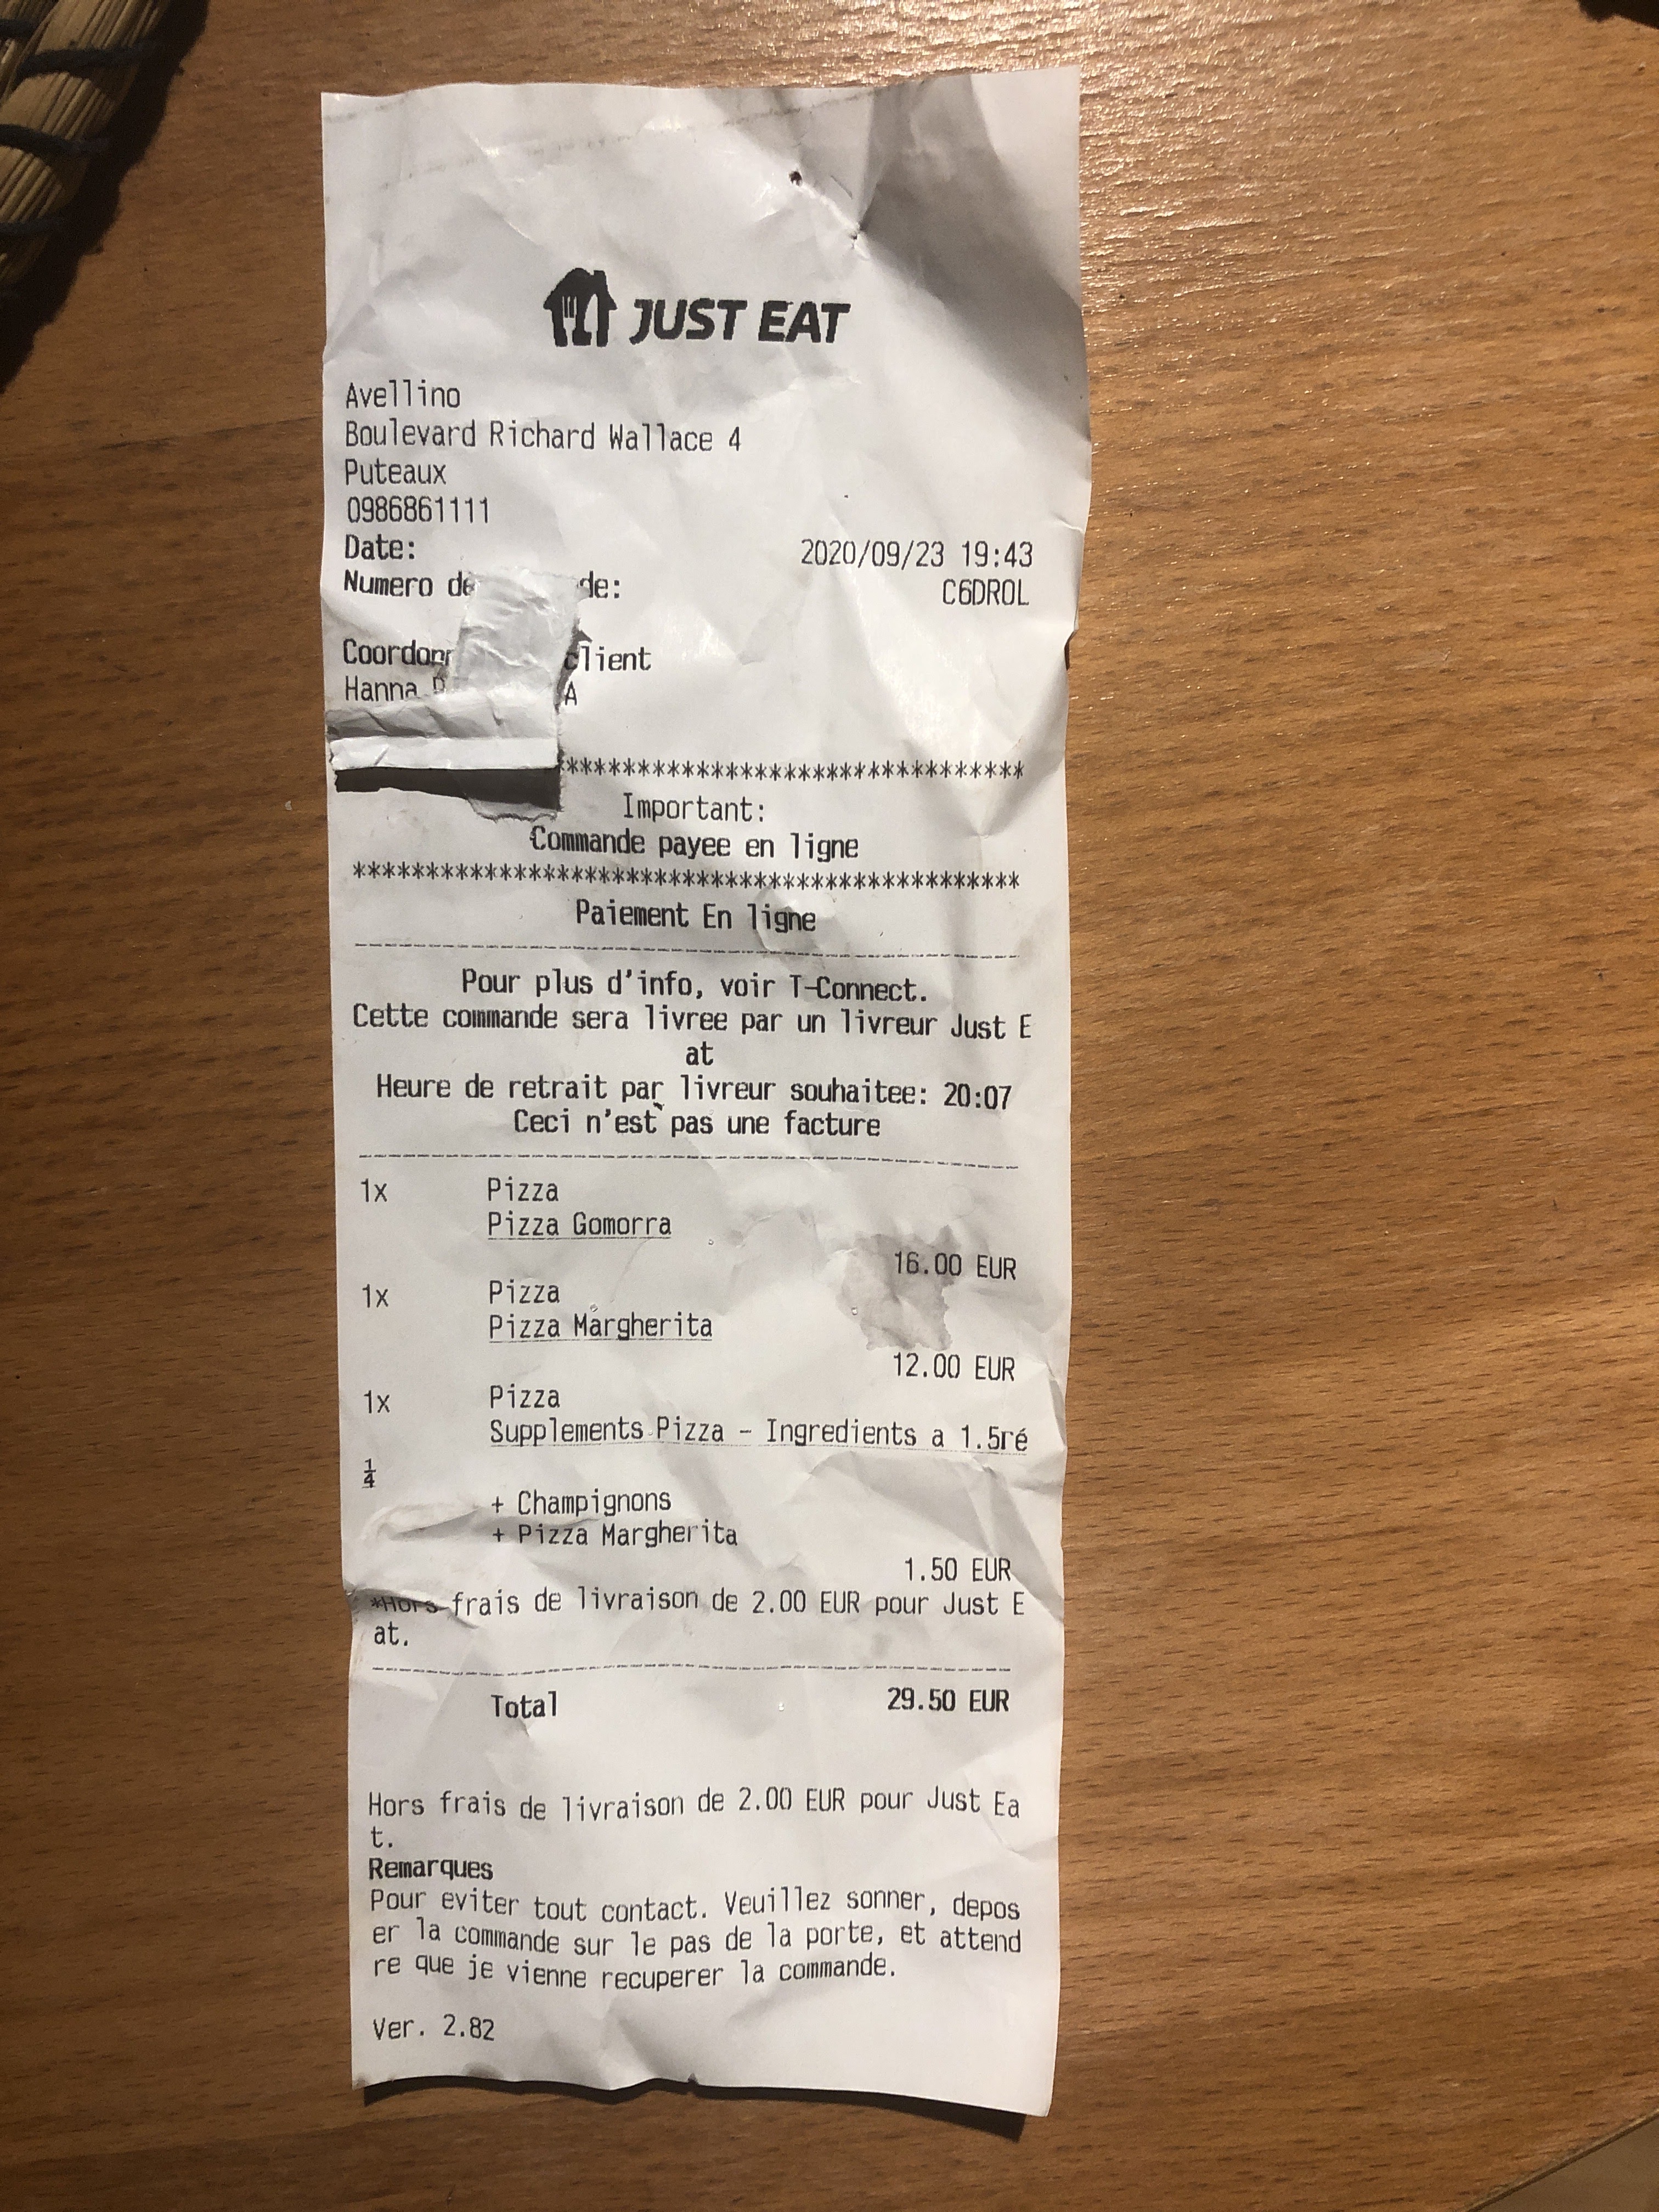 JUST EAT
Avellino
Boulevard Richard Wallace 4
Puteaux
0986861111
Date: 2020/09/23 19:43
Numero de: C6DROL
client
Hanna
*********************************
Important:
Commande payee en ligne
**********************************************
Paiement En ligne
Pour plus d'info, voir T-Connect.
Cette commande sera livree par un livreur Just E
at
Heure de retrait par livreur souhaitee: 20:07
Ceci n'est pas une facture
1x Pizza
Pizza Gomorra
16.00 EUR
1x Pizza
Pizza Margherita
12.00 EUR
1x Pizza
Supplements Pizza - Ingredients a 1.5ré
¼
+ Champignons
+ Pizza Margherita
1.50 EUR
*Hors frais de livraison de 2.00 EUR pour Just E
at.
Total 29.50 EUR
Hors frais de livraison de 2.00 EUR pour Just Ea
t.
Remarques
Pour eviter tout contact. Veuillez sonner, depos
er la commande sur le pas de la porte, et attend
re que je vienne recuperer la commande.
Ver. 2.82